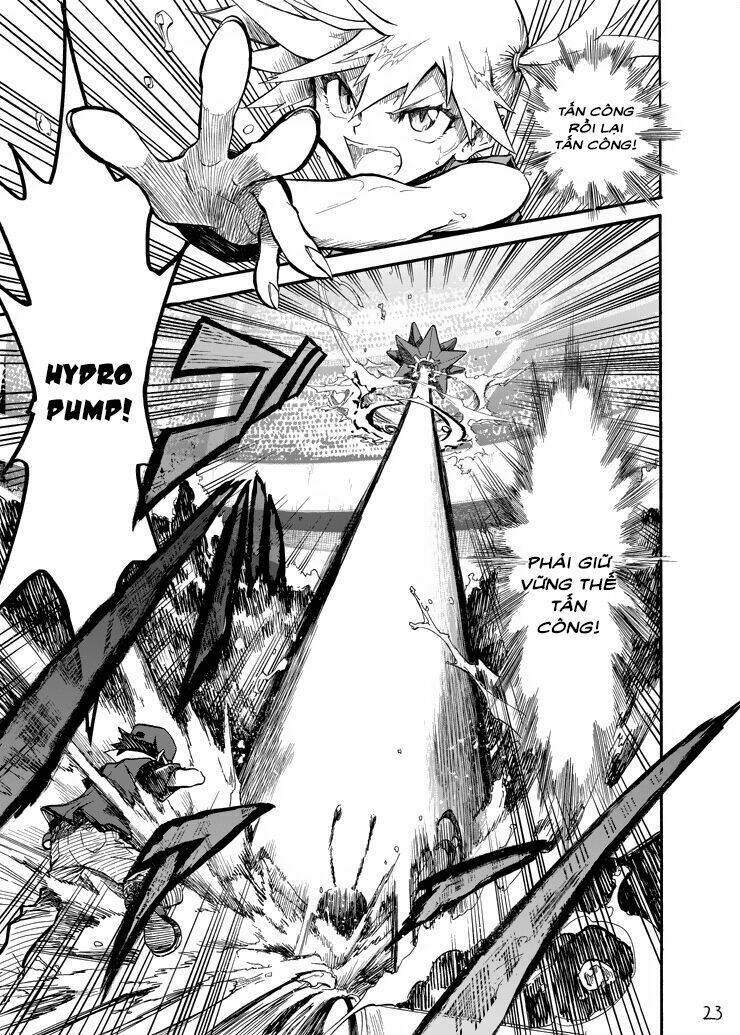 TẤN CÔNG
RỒI LẠI
TẤN CÔNG!
HYDRO
PUMP!
PHẢI GIỮ
VỮNG THẾ
TẤN
CÔNG!
23